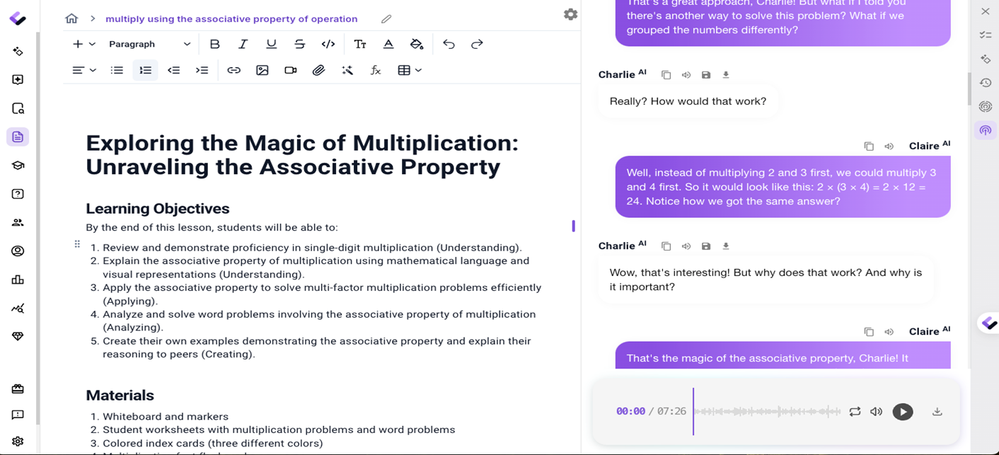 multiply using the associative property of operation
Paragraph
Exploring the Magic of Multiplication:
Unraveling the Associative Property
Learning Objectives
By the end of this lesson, students will be able to:
1. Review and demonstrate proficiency in single-digit multiplication (Understanding).
2. Explain the associative property of multiplication using mathematical language and
visual representations (Understanding).
3. Apply the associative property to solve multi-factor multiplication problems efficiently
(Applying).
4. Analyze and solve word problems involving the associative property of multiplication
(Analyzing).
5. Create their own examples demonstrating the associative property and explain their
reasoning to peers (Creating).
Materials
1. Whiteboard and markers
2. Student worksheets with multiplication problems and word problems
3. Colored index cards (three different colors)
That's a great approach, Charlie! But what if I told you
there's another way to solve this problem? What if we
grouped the numbers differently?
Charlie AI
Really? How would that work?
Claire AI
Well, instead of multiplying 2 and 3 first, we could multiply 3
and 4 first. So it would look like this: 2 × (3 × 4) = 2 × 12 =
24. Notice how we got the same answer?
Charlie AI
Wow, that's interesting! But why does that work? And why is
it important?
Claire AI
That's the magic of the associative property, Charlie! It
00:00 / 07:26